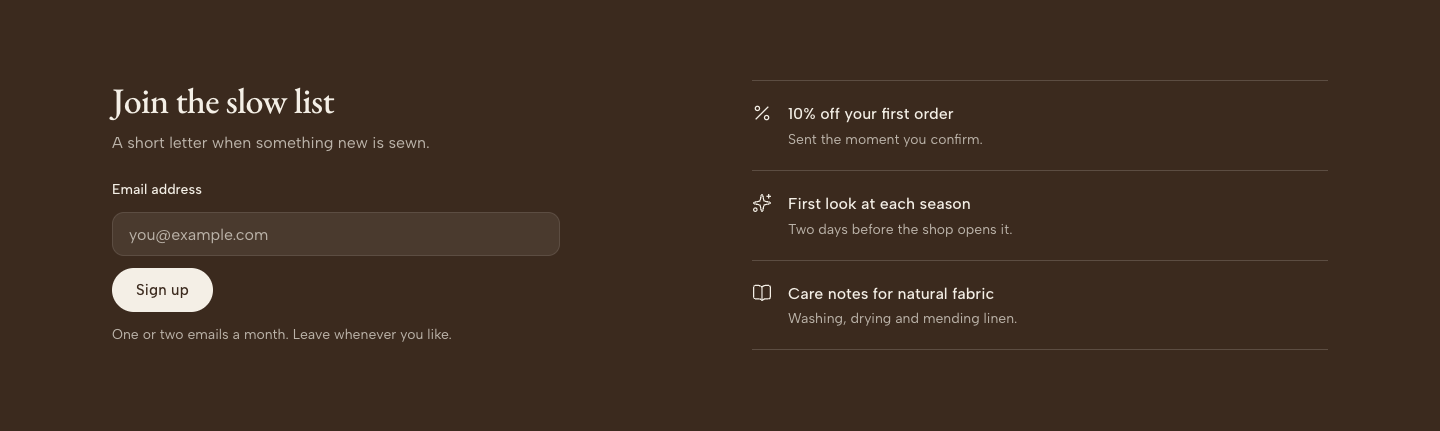 Join the slow list
A short letter when something new is sewn.
Email address
you@example.com
Sign up
One or two emails a month. Leave whenever you like.
10% off your first order
Sent the moment you confirm.
First look at each season
Two days before the shop opens it.
Care notes for natural fabric
Washing, drying and mending linen.